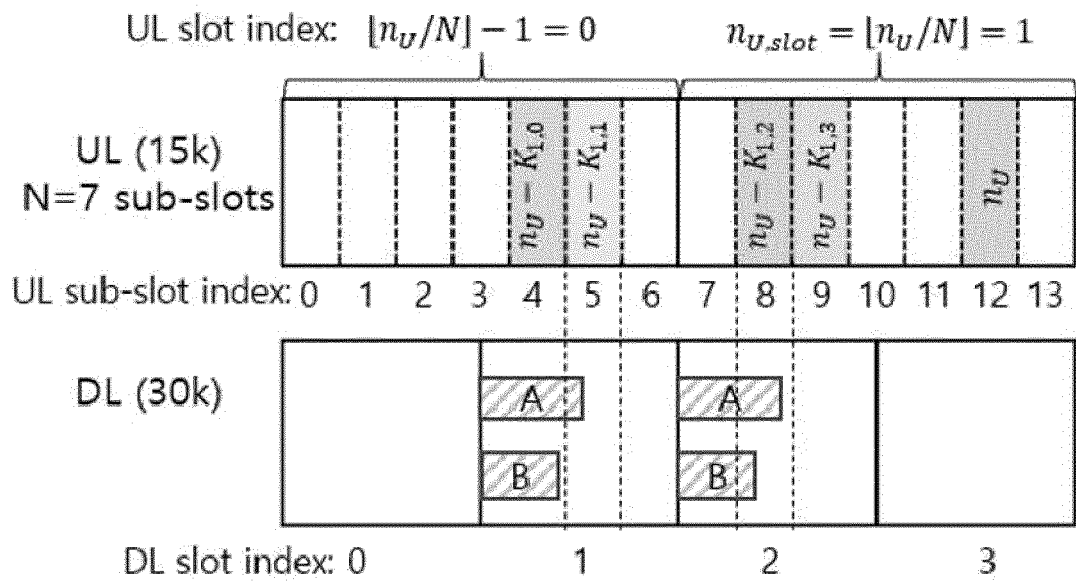 UL slot index: ⌊n_U/N⌋ − 1 = 0 n_{U,slot} = ⌊n_U/N⌋ = 1
UL (15k)
N=7 sub-slots
n_U − K_{1,0}
n_U − K_{1,1}
n_U − K_{1,2}
n_U − K_{1,3}
n_U
UL sub-slot index: 0 1 2 3 4 5 6 7 8 9 10 11 12 13
DL (30k)
A A
B B
DL slot index: 0 1 2 3